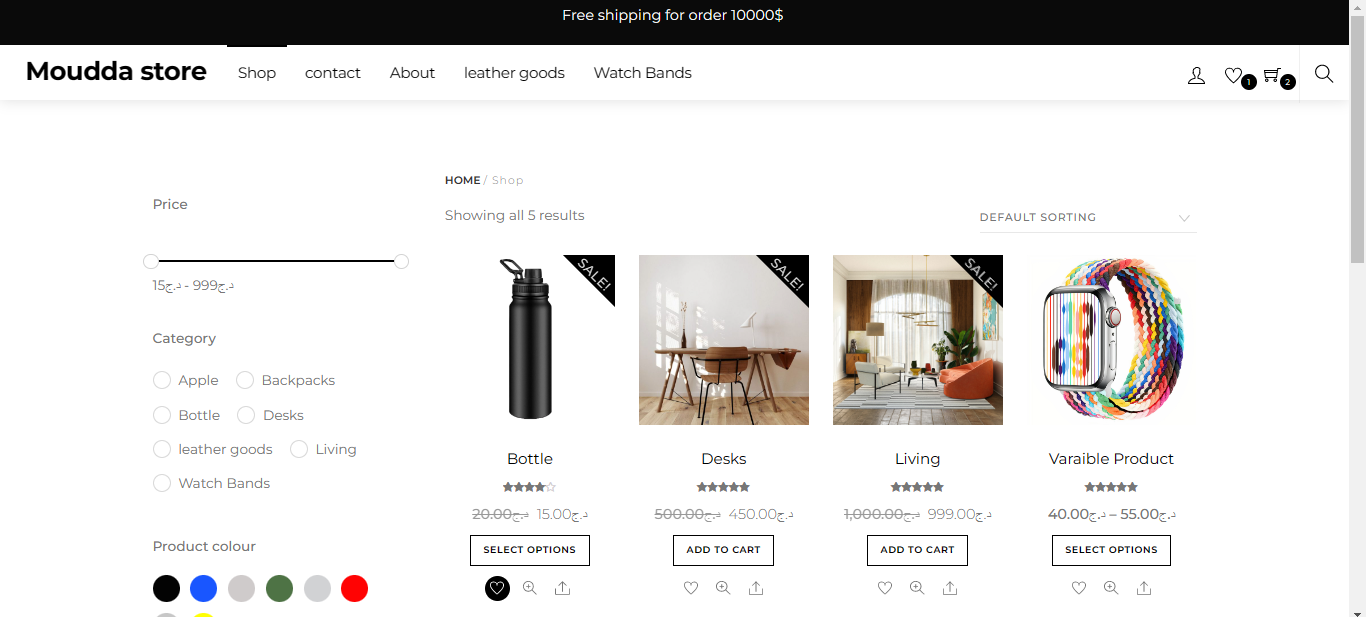 Free shipping for order 10000$
Moudda store Shop contact About leather goods Watch Bands 1 2
HOME / Shop
Price
Showing all 5 results DEFAULT SORTING
15د.ج - 999د.ج
Category
Apple Backpacks
Bottle Desks
leather goods Living
Watch Bands
Product colour
SALE! SALE! SALE!
Bottle Desks Living Varaible Product
20.00د.ج 15.00د.ج 500.00د.ج 450.00د.ج 1,000.00د.ج 999.00د.ج 40.00د.ج – 55.00د.ج
SELECT OPTIONS ADD TO CART ADD TO CART SELECT OPTIONS